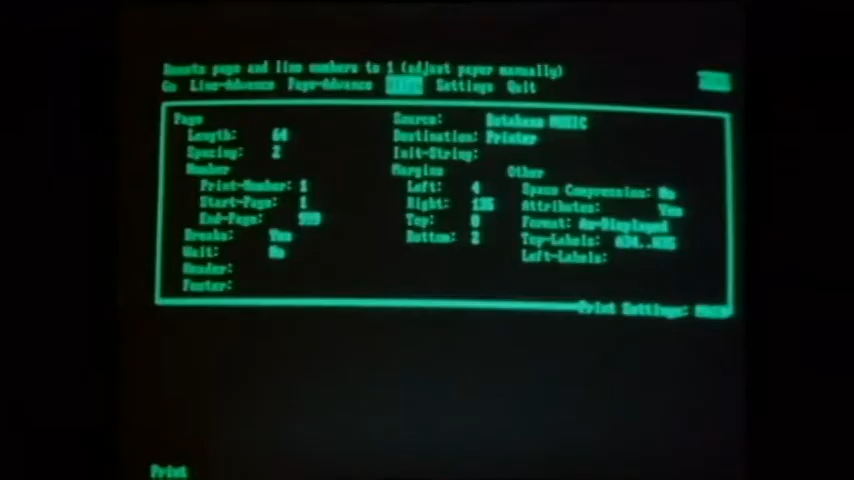 Resets page and line numbers to 1 (adjust paper manually)
Go Line-Advance Page-Advance Align Settings Quit
Page
Length: 64
Spacing: 2
Number
Print-Number: 1
Start-Page: 1
End-Page: 999
Breaks: Yes
Wait: No
Header:
Footer:
Source: Database MUSIC
Destination: Printer
Init-String:
Margins
Left: 4
Right: 135
Top: 0
Bottom: 2
Other
Space Compression: No
Attributes: Yes
Format: As-Displayed
Top-Labels:
Left-Labels:
Print Settings:
Print